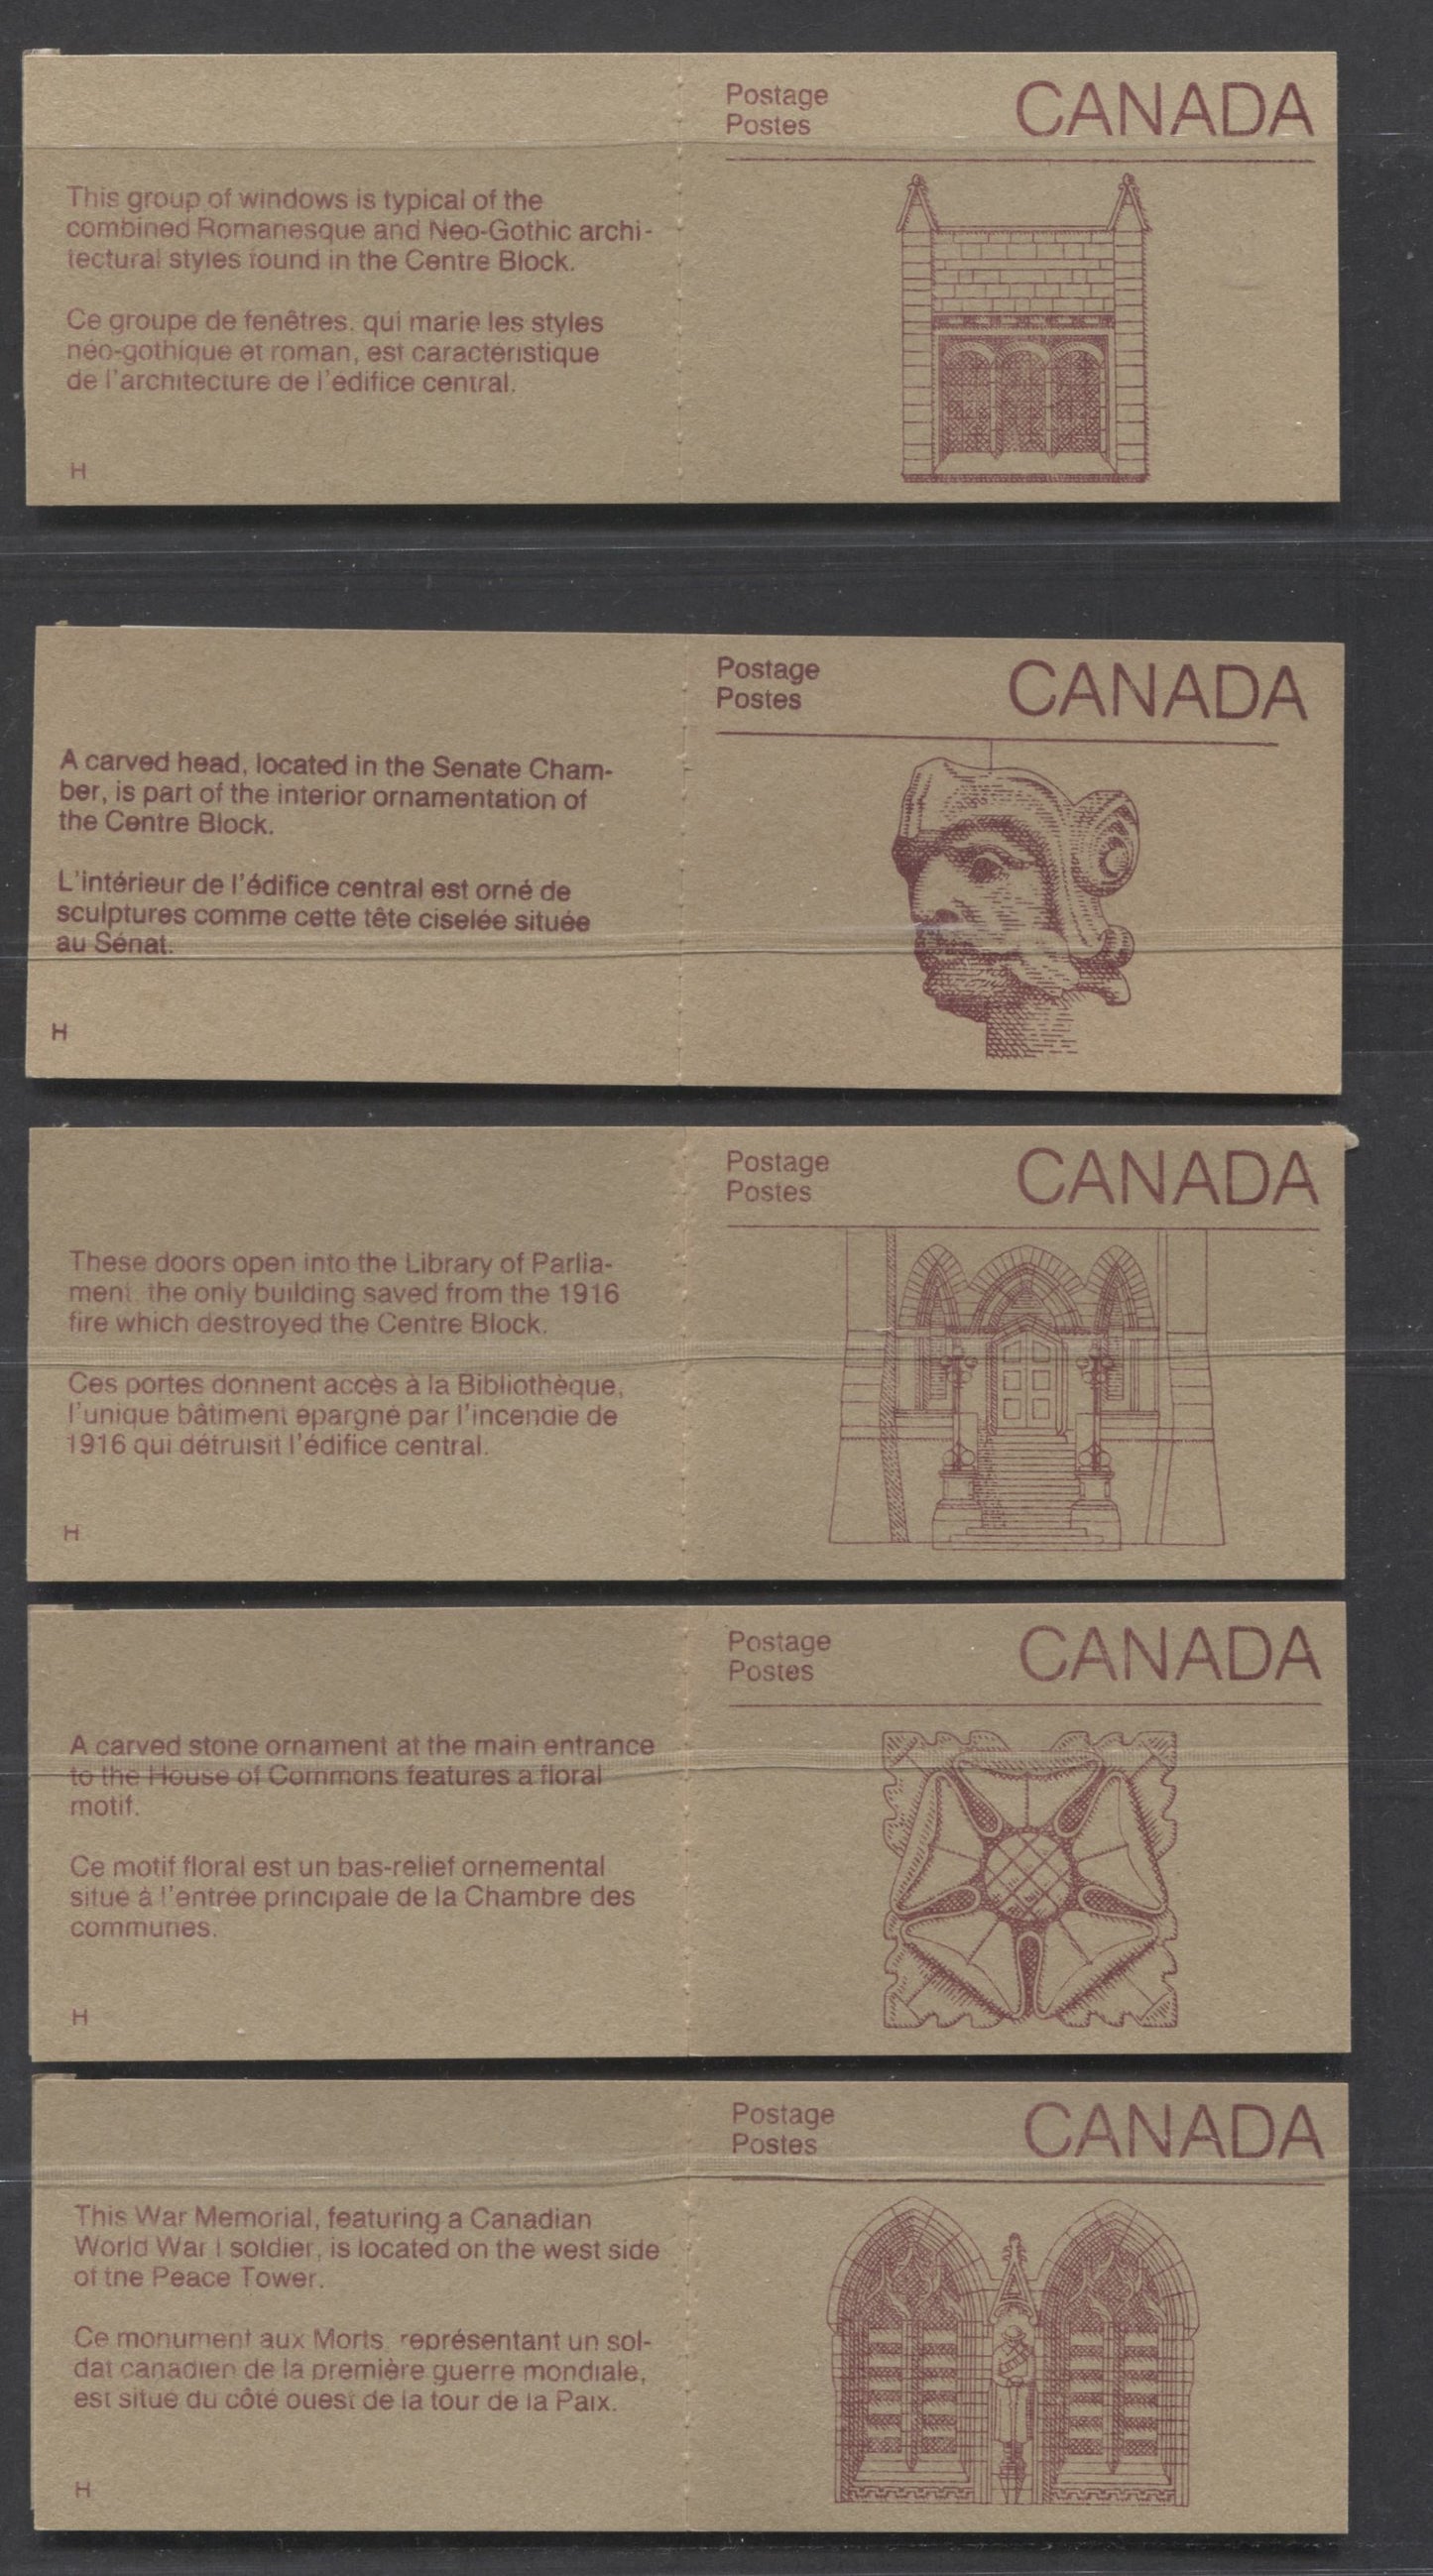 Postage
Postes
CANADA
This group of windows is typical of the
combined Romanesque and Neo-Gothic archi-
tectural styles found in the Centre Block.
Ce groupe de fenêtres, qui marie les styles
néo-gothique et roman, est caractéristique
de l'architecture de l'édifice central.
H
Postage
Postes
CANADA
A carved head, located in the Senate Cham-
ber, is part of the interior ornamentation of
the Centre Block.
L'intérieur de l'édifice central est orné de
sculptures comme cette tête ciselée située
au Sénat.
H
Postage
Postes
CANADA
These doors open into the Library of Parlia-
ment, the only building saved from the 1916
fire which destroyed the Centre Block.
Ces portes donnent accès à la Bibliothèque,
l'unique bâtiment épargné par l'incendie de
1916 qui détruisit l'édifice central.
H
Postage
Postes
CANADA
A carved stone ornament at the main entrance
to the House of Commons features a floral
motif.
Ce motif floral est un bas-relief ornemental
situé à l'entrée principale de la Chambre des
communes.
H
Postage
Postes
CANADA
This War Memorial, featuring a Canadian
World War I soldier, is located on the west side
of the Peace Tower.
Ce monument aux Morts, représentant un sol-
dat canadien de la première guerre mondiale,
est situé du côté ouest de la tour de la Paix.
H